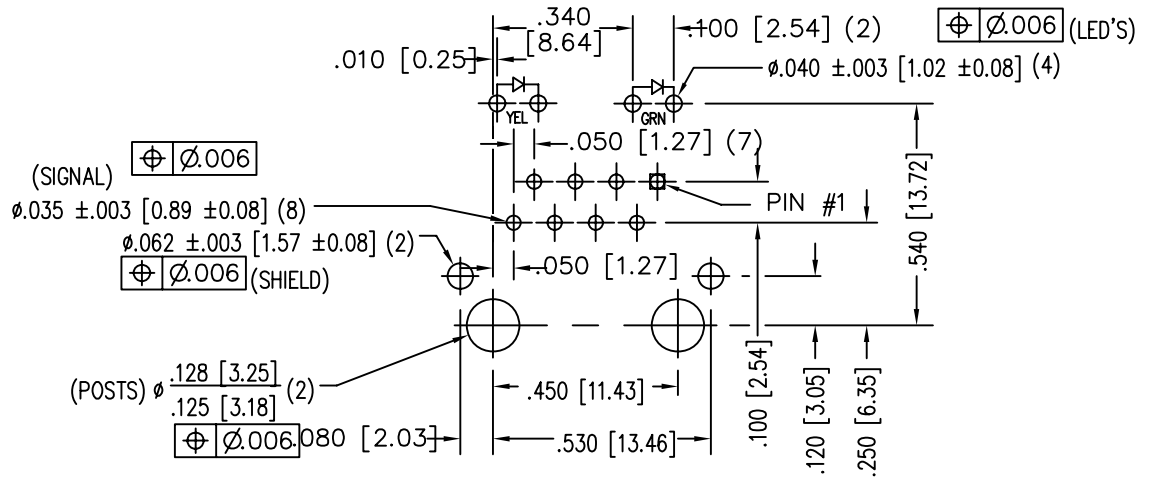 .340
[8.64]
.100 [2.54] (2)
⌖ Ø.006 (LED'S)
.010 [0.25]
ø.040 ±.003 [1.02 ±0.08] (4)
YEL
GRN
.050 [1.27] (7)
⌖ Ø.006
(SIGNAL)
ø.035 ±.003 [0.89 ±0.08] (8)
PIN #1
ø.062 ±.003 [1.57 ±0.08] (2)
⌖ Ø.006 (SHIELD)
.050 [1.27]
.540 [13.72]
(POSTS) ø .128 [3.25] (2)
.125 [3.18]
⌖ Ø.006
.080 [2.03]
.450 [11.43]
.530 [13.46]
.100 [2.54]
.120 [3.05]
.250 [6.35]